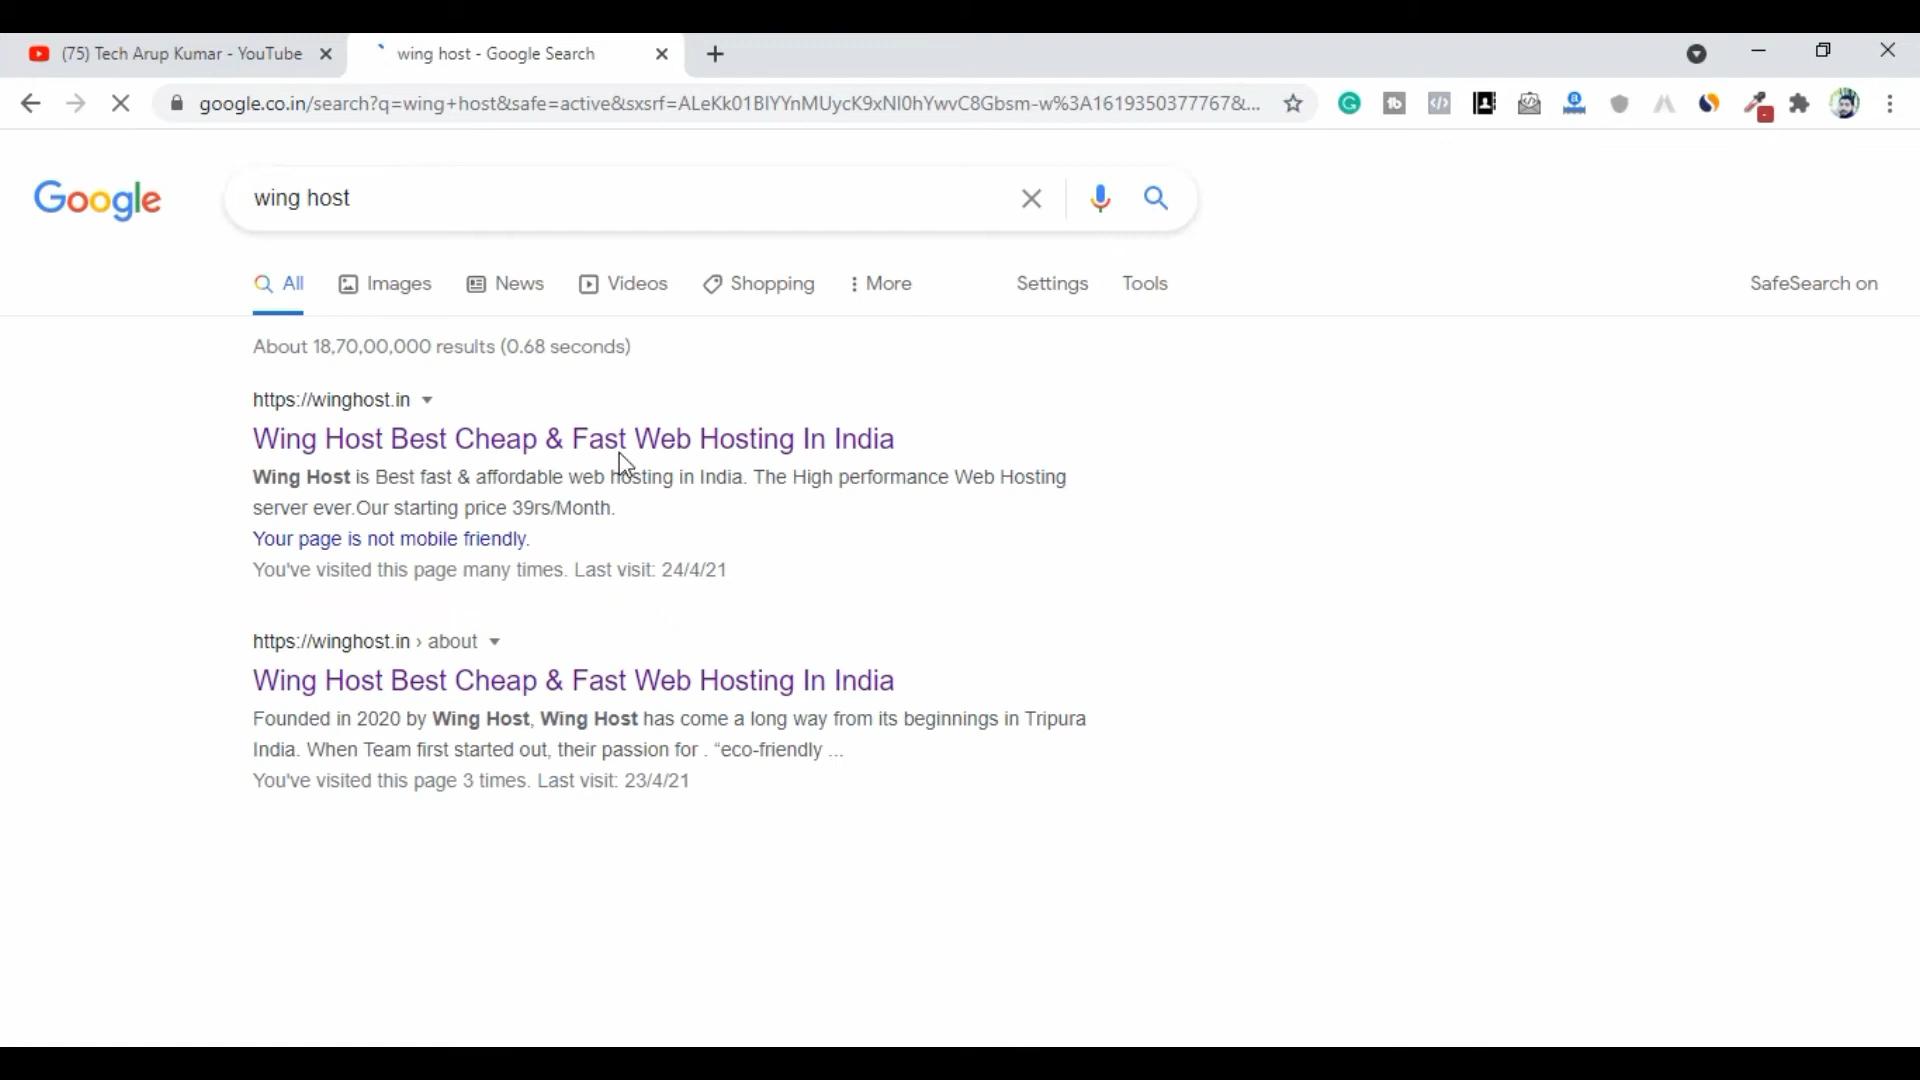 (75) Tech Arup Kumar - YouTube
wing host - Google Search
google.co.in/search?q=wing+host&safe=active&sxsrf=ALeKk01BIYYnMUycK9xNI0hYwvC8Gbsm-w%3A1619350377767&...
Google
wing host
All Images News Videos Shopping More Settings Tools SafeSearch on
About 18,70,00,000 results (0.68 seconds)
https://winghost.in
Wing Host Best Cheap & Fast Web Hosting In India
Wing Host is Best fast & affordable web hosting in India. The High performance Web Hosting
server ever.Our starting price 39rs/Month.
Your page is not mobile friendly.
You've visited this page many times. Last visit: 24/4/21
https://winghost.in › about
Wing Host Best Cheap & Fast Web Hosting In India
Founded in 2020 by Wing Host, Wing Host has come a long way from its beginnings in Tripura
India. When Team first started out, their passion for . “eco-friendly ...
You've visited this page 3 times. Last visit: 23/4/21